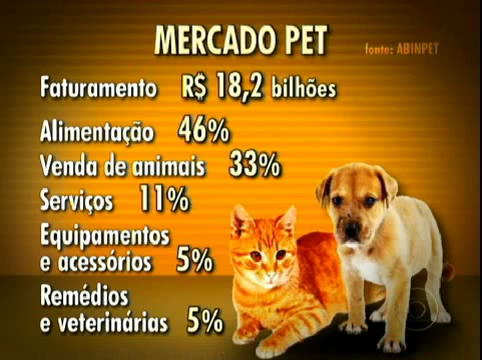 MERCADO PET
fonte: ABINPET
Faturamento R$ 18,2 bilhões
Alimentação 46%
Venda de animais 33%
Serviços 11%
Equipamentos
e acessórios 5%
Remédios
e veterinárias 5%